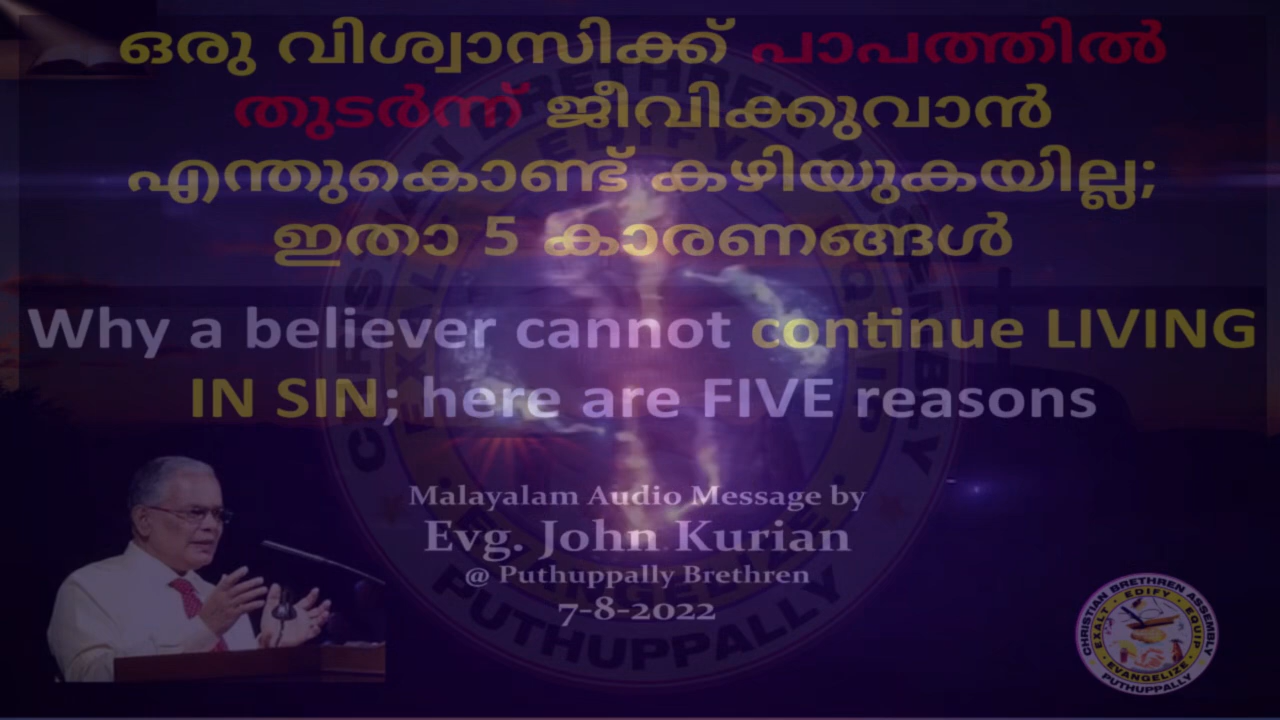 ഒരു വിശ്വാസിക്ക് പാപത്തിൽ
തുടർന്ന് ജീവിക്കുവാൻ
എന്തുകൊണ്ട് കഴിയുകയില്ല;
ഇതാ 5 കാരണങ്ങൾ
Why a believer cannot continue LIVING
IN SIN; here are FIVE reasons
Malayalam Audio Message by
Evg. John Kurian
@ Puthuppally Brethren
7-8-2022
CHRISTIAN BRETHREN ASSEMBLY
EXALT · EDIFY · EQUIP
EVANGELIZE
PUTHUPPALLY